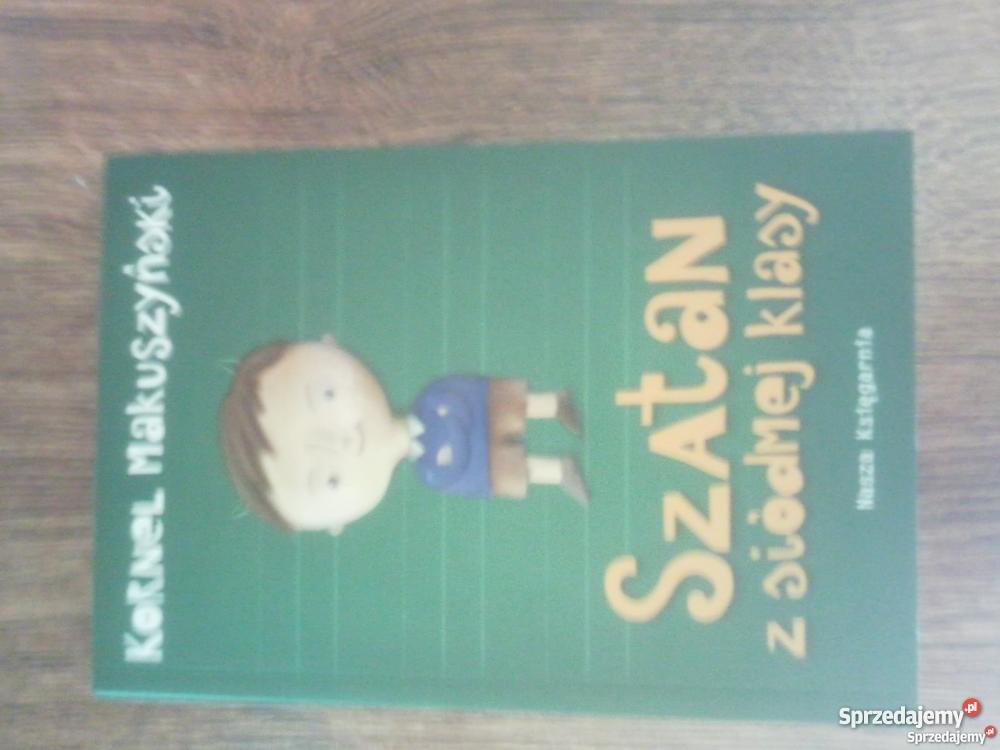 Kornel Makuszyński
Szatan
z siódmej klasy
Nasza Księgarnia
Sprzedajemy.pl
Sprzedajemy.pl